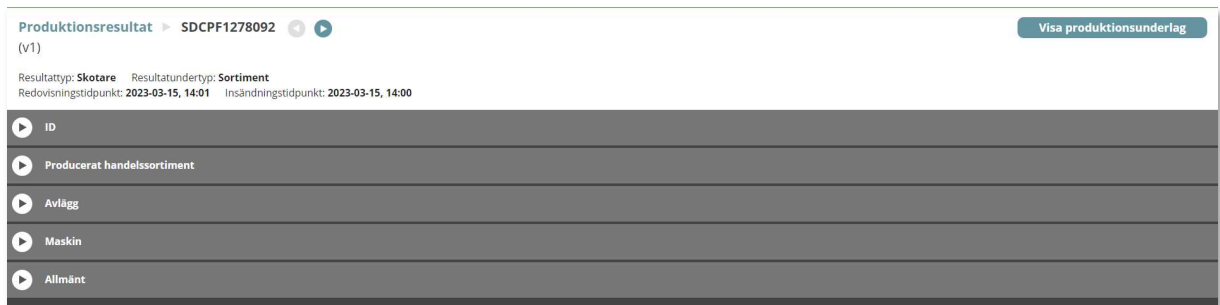 Produktionsresultat SDCPF1278092
Visa produktionsunderlag
(v1)
Resultattyp: Skotare Resultatundertyp: Sortiment
Redovisningstidpunkt: 2023-03-15, 14:01 Insändningstidpunkt: 2023-03-15, 14:00
ID
Producerat handelssortiment
Avlägg
Maskin
Allmänt